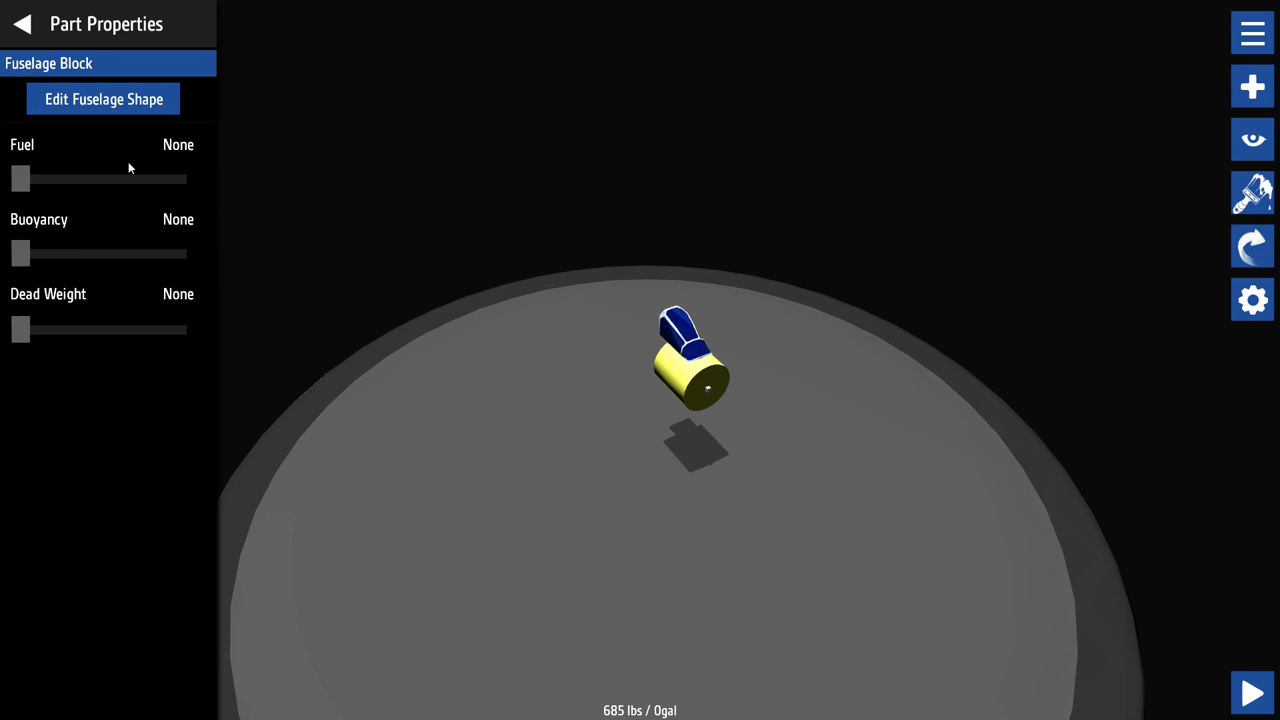 Part Properties
Fuselage Block
Edit Fuselage Shape
Fuel None
Buoyancy None
Dead Weight None
685 lbs / 0gal